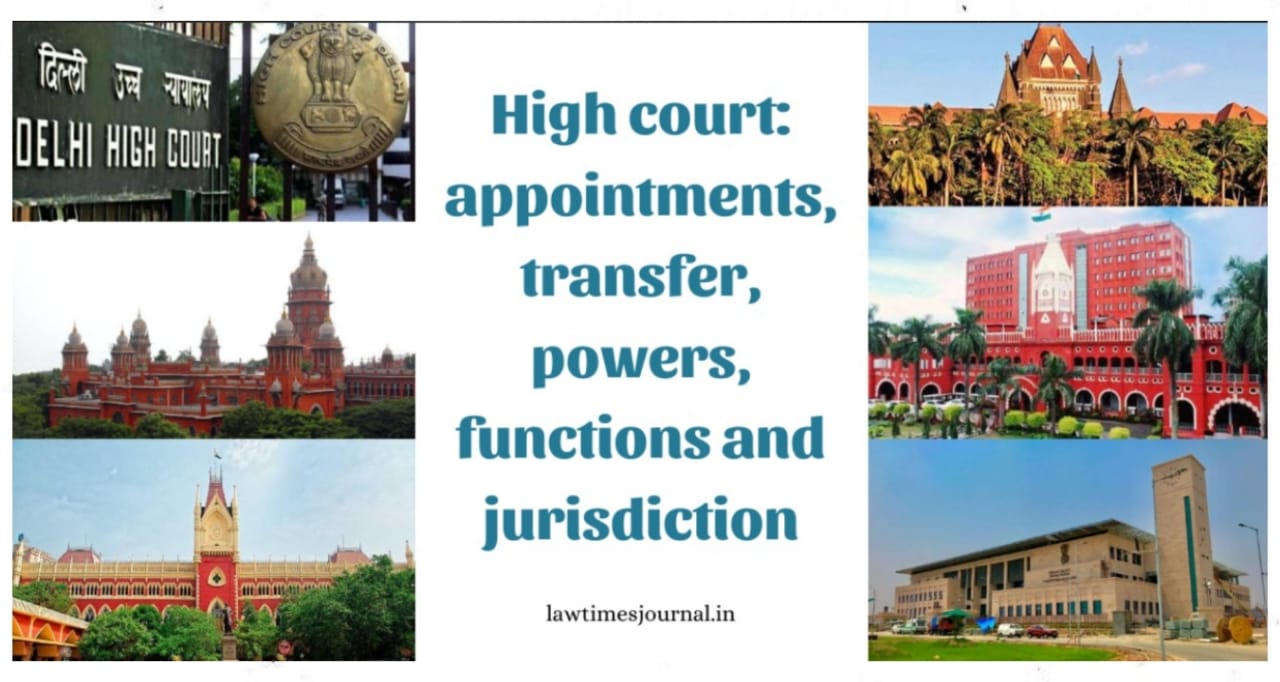 दिल्ली उच्च न्यायालय
DELHI HIGH COURT
HIGH COURT OF DELHI
High court:
appointments,
transfer,
powers,
functions and
jurisdiction
lawtimesjournal.in